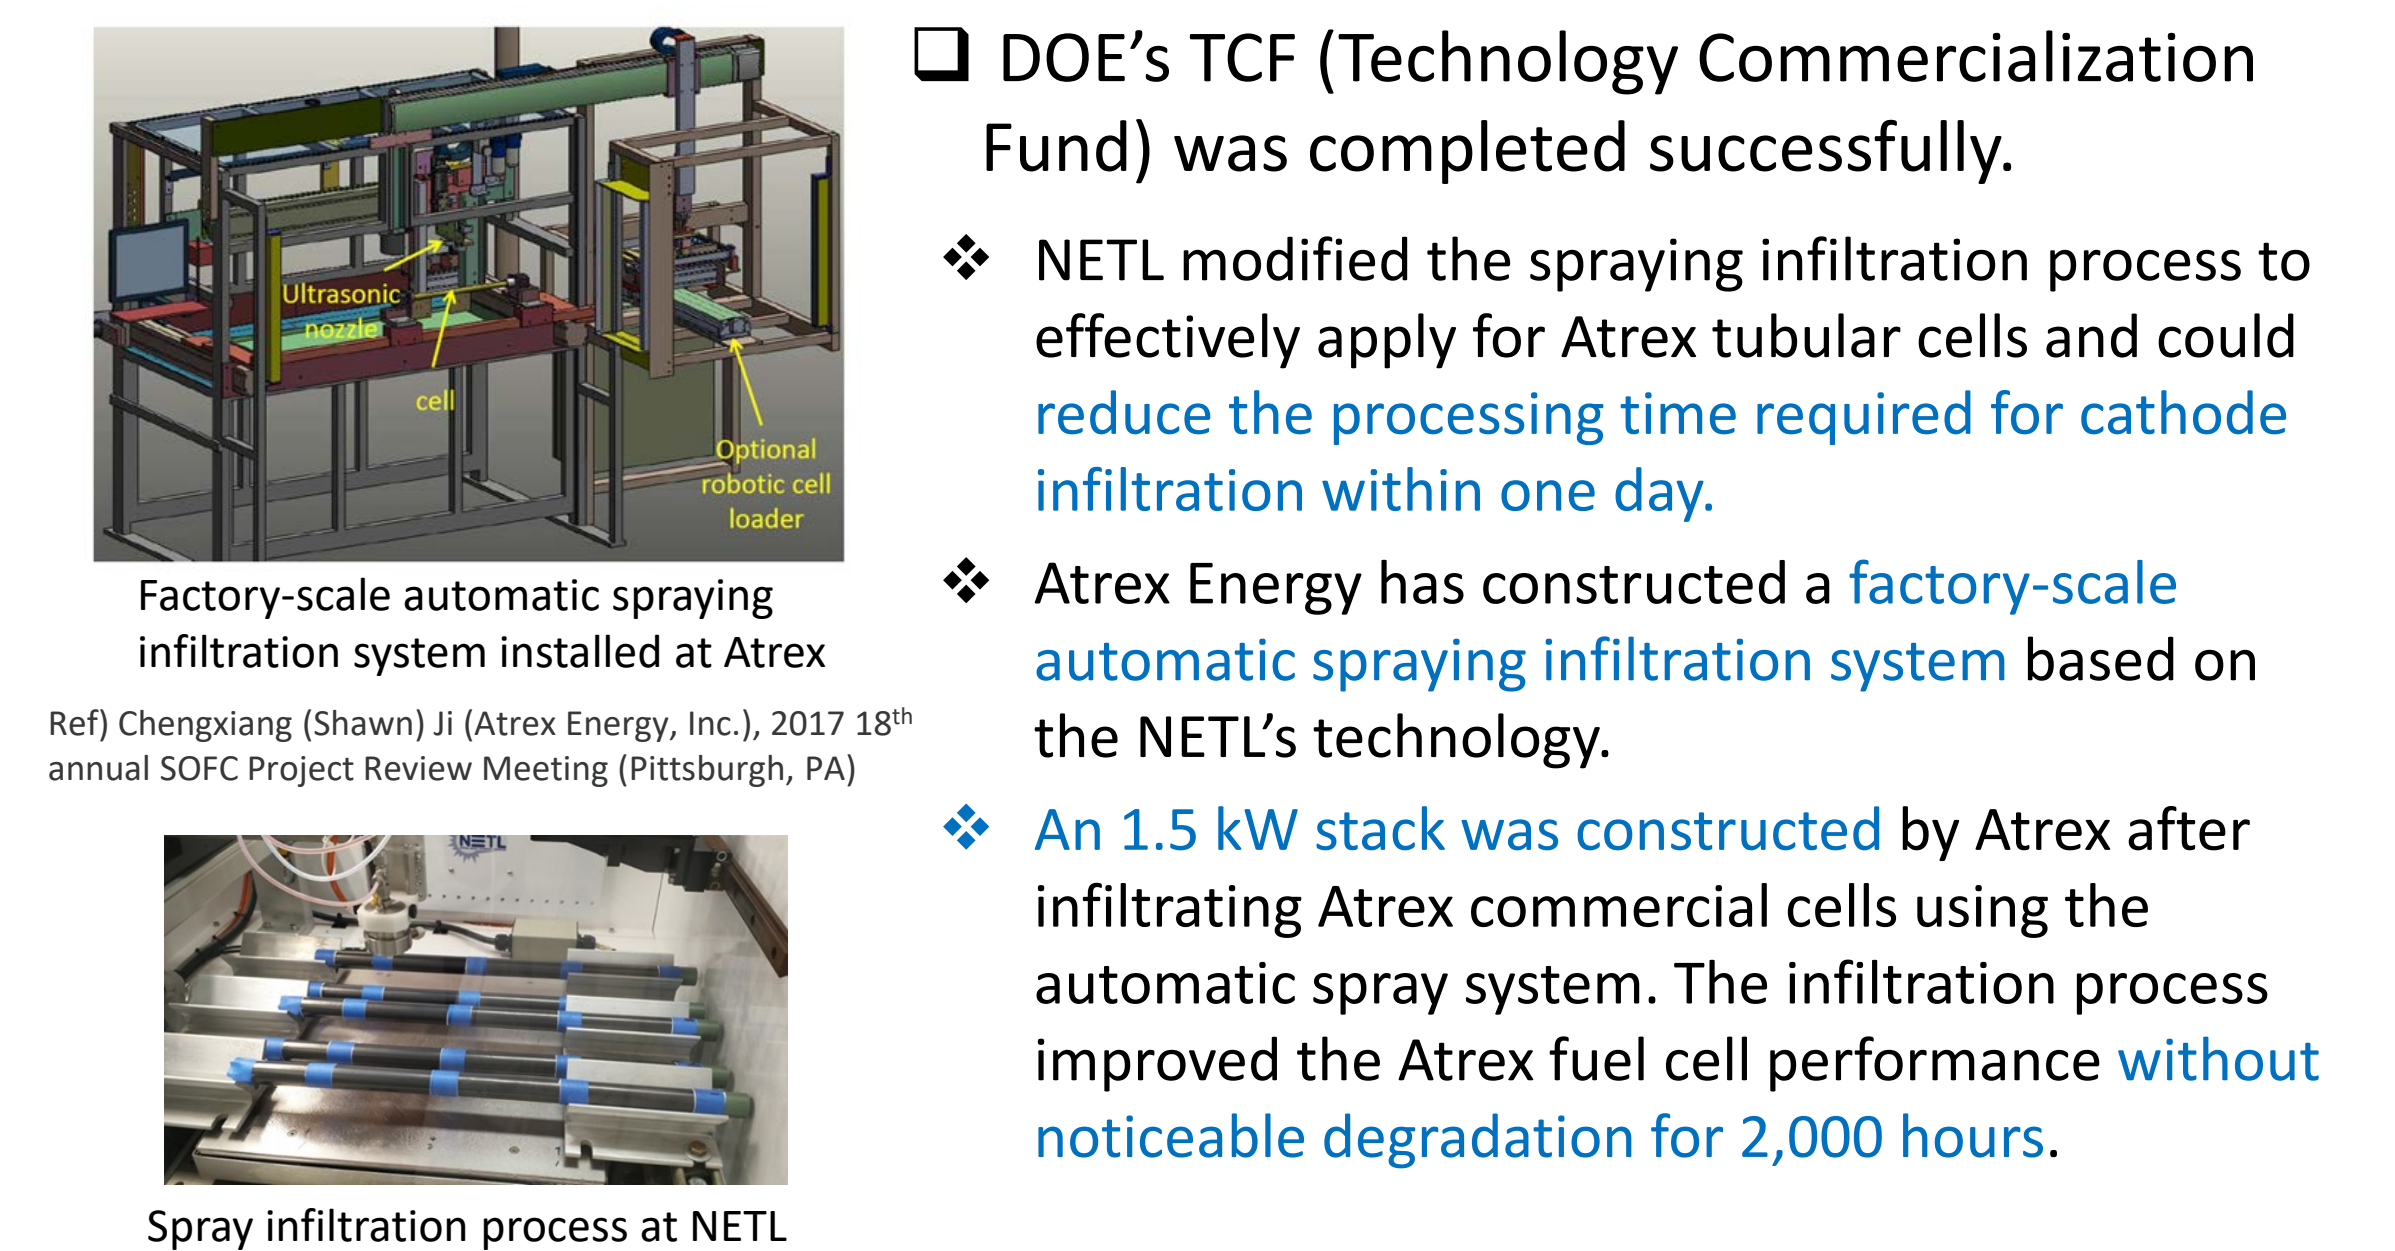 Ultrasonic
nozzle
cell
Optional
robotic cell
loader
Factory-scale automatic spraying
infiltration system installed at Atrex
Ref) Chengxiang (Shawn) Ji (Atrex Energy, Inc.), 2017 18th
annual SOFC Project Review Meeting (Pittsburgh, PA)
NETL
Spray infiltration process at NETL
❑ DOE’s TCF (Technology Commercialization
Fund) was completed successfully.
❖ NETL modified the spraying infiltration process to
effectively apply for Atrex tubular cells and could
reduce the processing time required for cathode
infiltration within one day.
❖ Atrex Energy has constructed a factory-scale
automatic spraying infiltration system based on
the NETL’s technology.
❖ An 1.5 kW stack was constructed by Atrex after
infiltrating Atrex commercial cells using the
automatic spray system. The infiltration process
improved the Atrex fuel cell performance without
noticeable degradation for 2,000 hours.